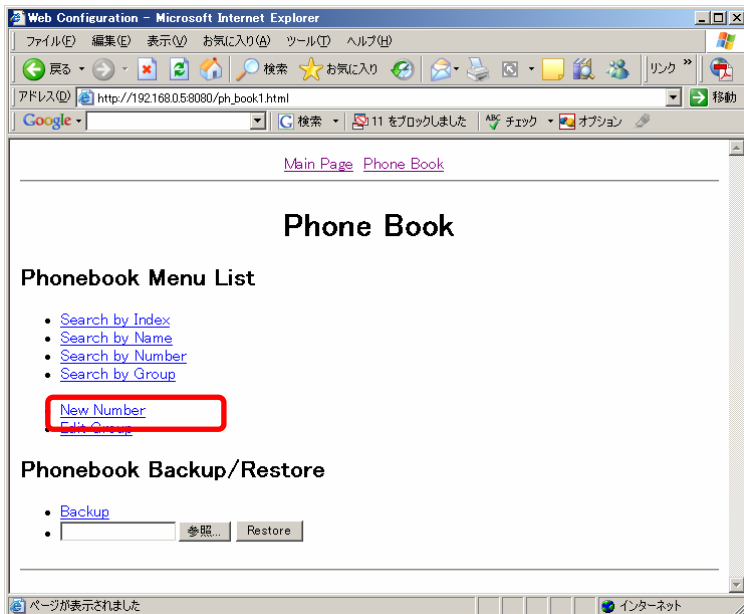 Web Configuration - Microsoft Internet Explorer
ファイル(F) 編集(E) 表示(V) お気に入り(A) ツール(T) ヘルプ(H)
戻る 検索 お気に入り リンク »
アドレス(D) http://192.168.0.5:8080/ph_book1.html 移動
Google 検索 11 をブロックしました ABC チェック オプション
Main Page Phone Book
Phone Book
Phonebook Menu List
Search by Index
Search by Name
Search by Number
Search by Group
New Number
Edit Group
Phonebook Backup/Restore
Backup
参照... Restore
ページが表示されました インターネット